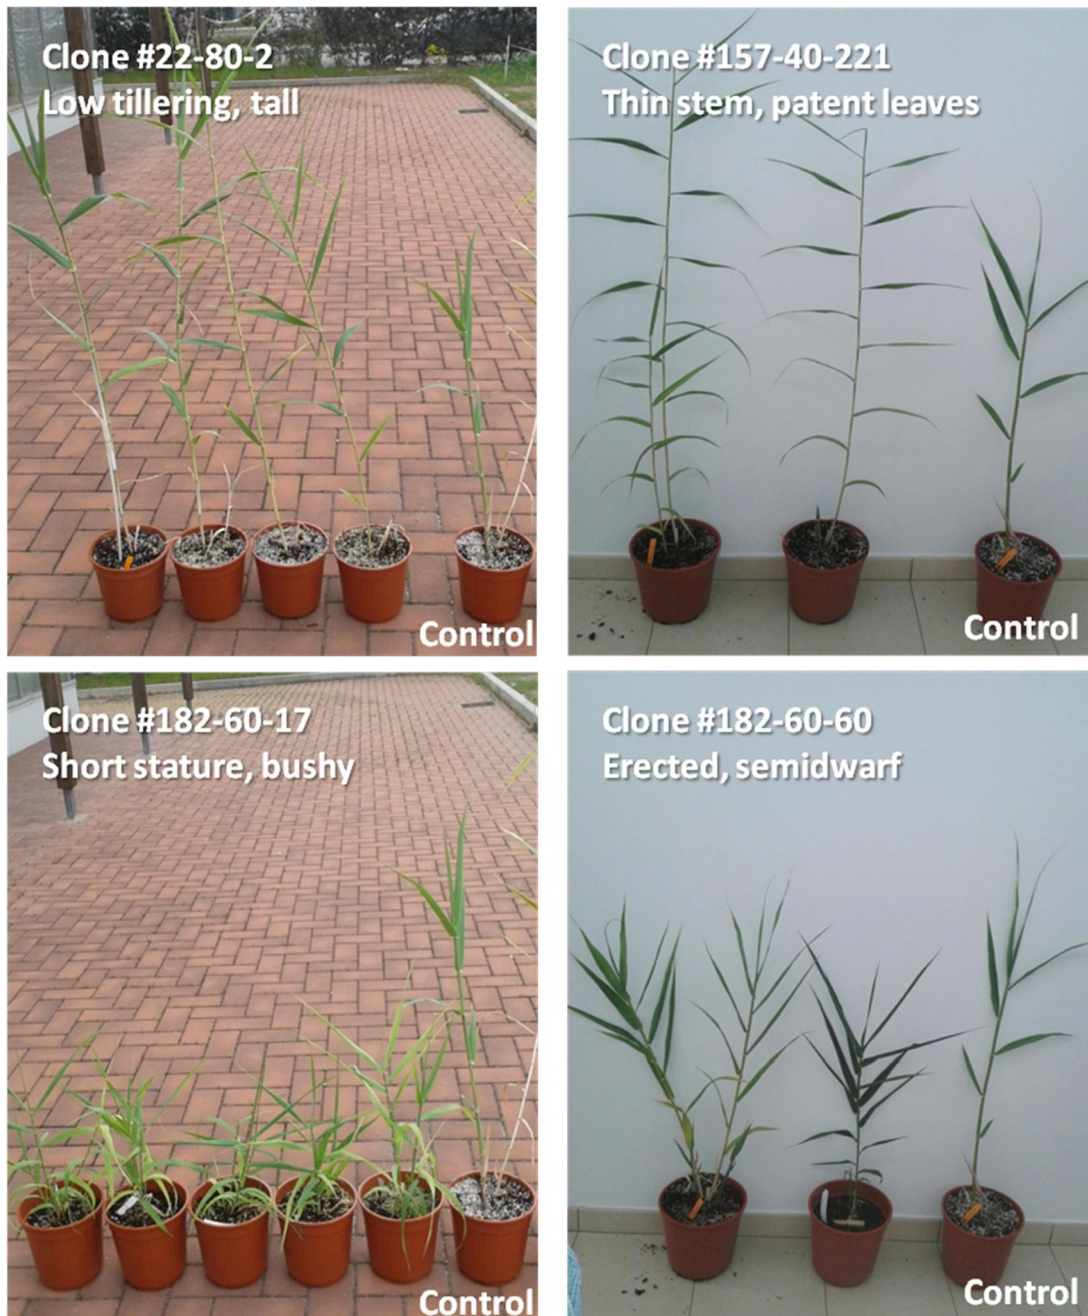 Clone #22-80-2
Low tillering, tall
Control
Clone #157-40-221
Thin stem, patent leaves
Control
Clone #182-60-17
Short stature, bushy
Control
Clone #182-60-60
Erected, semidwarf
Control